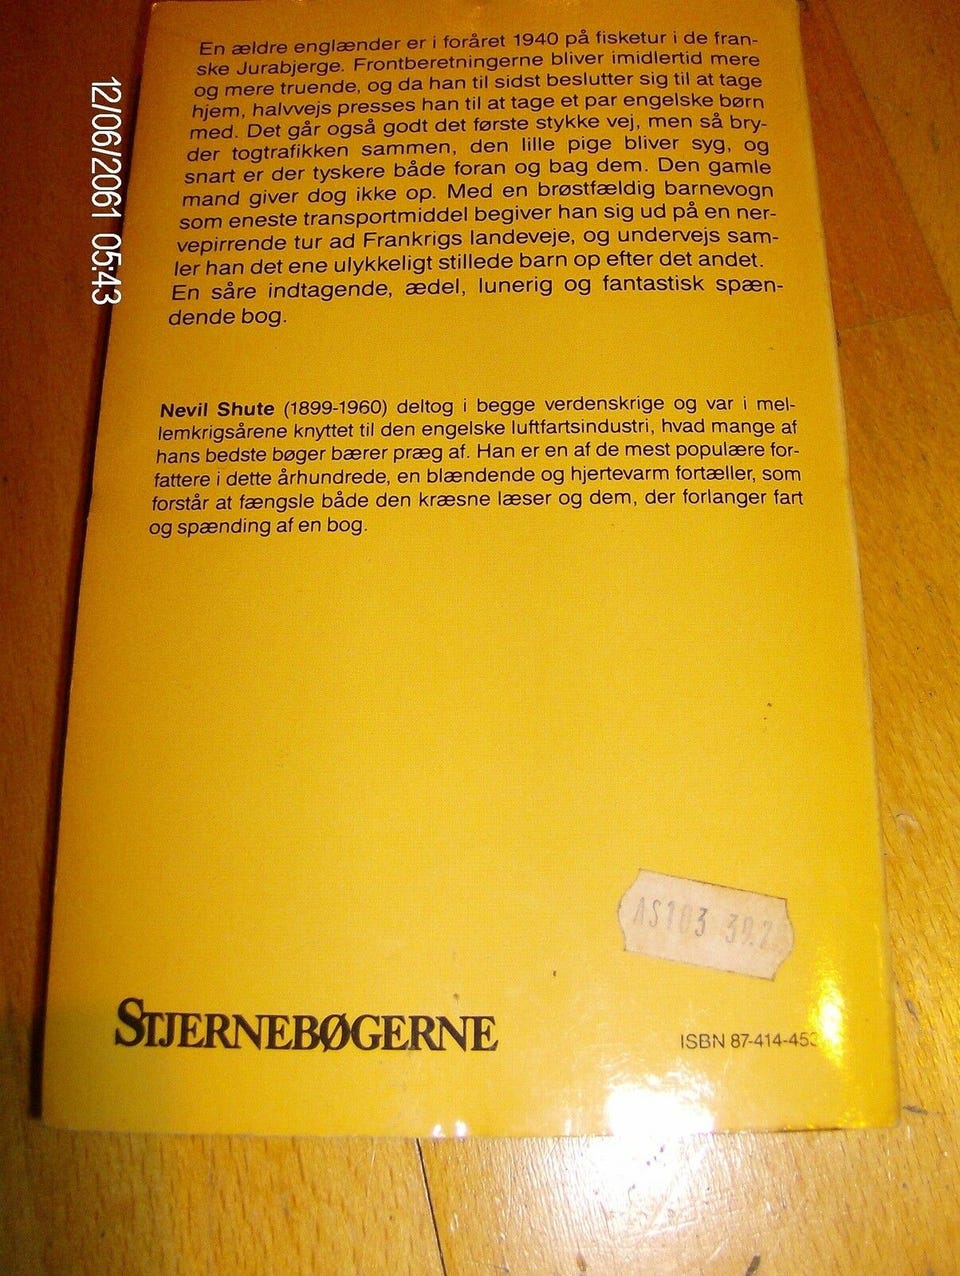 En ældre englænder er i foråret 1940 på fisketur i de fran-
ske Jurabjerge. Frontberetningerne bliver imidlertid mere
og mere truende, og da han til sidst beslutter sig til at tage
hjem, halvvejs presses han til at tage et par engelske børn
med. Det går også godt det første stykke vej, men så bry-
der togtrafikken sammen, den lille pige bliver syg, og
snart er der tyskere både foran og bag dem. Den gamle
mand giver dog ikke op. Med en brøstfældig barnevogn
som eneste transportmiddel begiver han sig ud på en ner-
vepirrende tur ad Frankrigs landeveje, og undervejs sam-
ler han det ene ulykkeligt stillede barn op efter det andet.
En såre indtagende, ædel, lunerig og fantastisk spæn-
dende bog.
Nevil Shute (1899-1960) deltog i begge verdenskrige og var i mel-
lemkrigsårene knyttet til den engelske luftfartsindustri, hvad mange af
hans bedste bøger bærer præg af. Han er en af de mest populære for-
fattere i dette århundrede, en blændende og hjertevarm fortæller, som
forstår at fængsle både den kræsne læser og dem, der forlanger fart
og spænding af en bog.
12/06/2061 05:43
STJERNEBØGERNE
ISBN 87-414-453